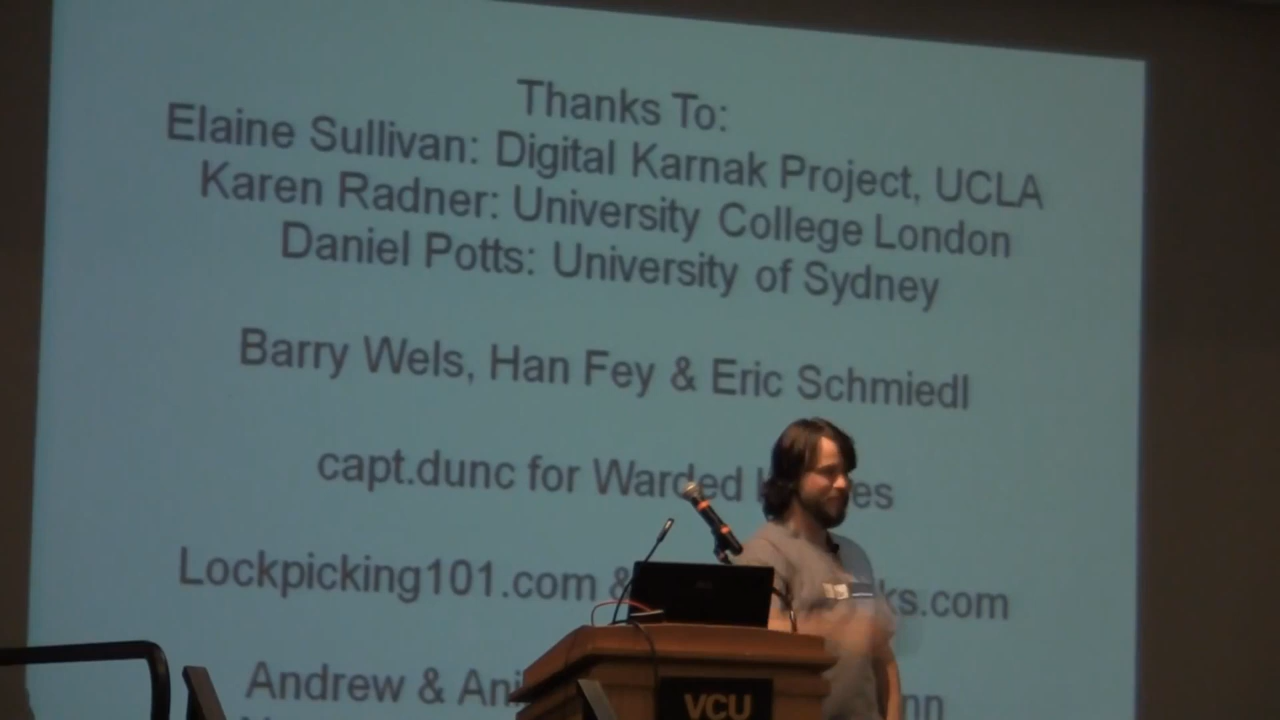 Thanks To:
Elaine Sullivan: Digital Karnak Project, UCLA
Karen Radner: University College London
Daniel Potts: University of Sydney
Barry Wels, Han Fey & Eric Schmiedl
capt.dunc for Warded
Lockpicking101.com &
Andrew &
VCU